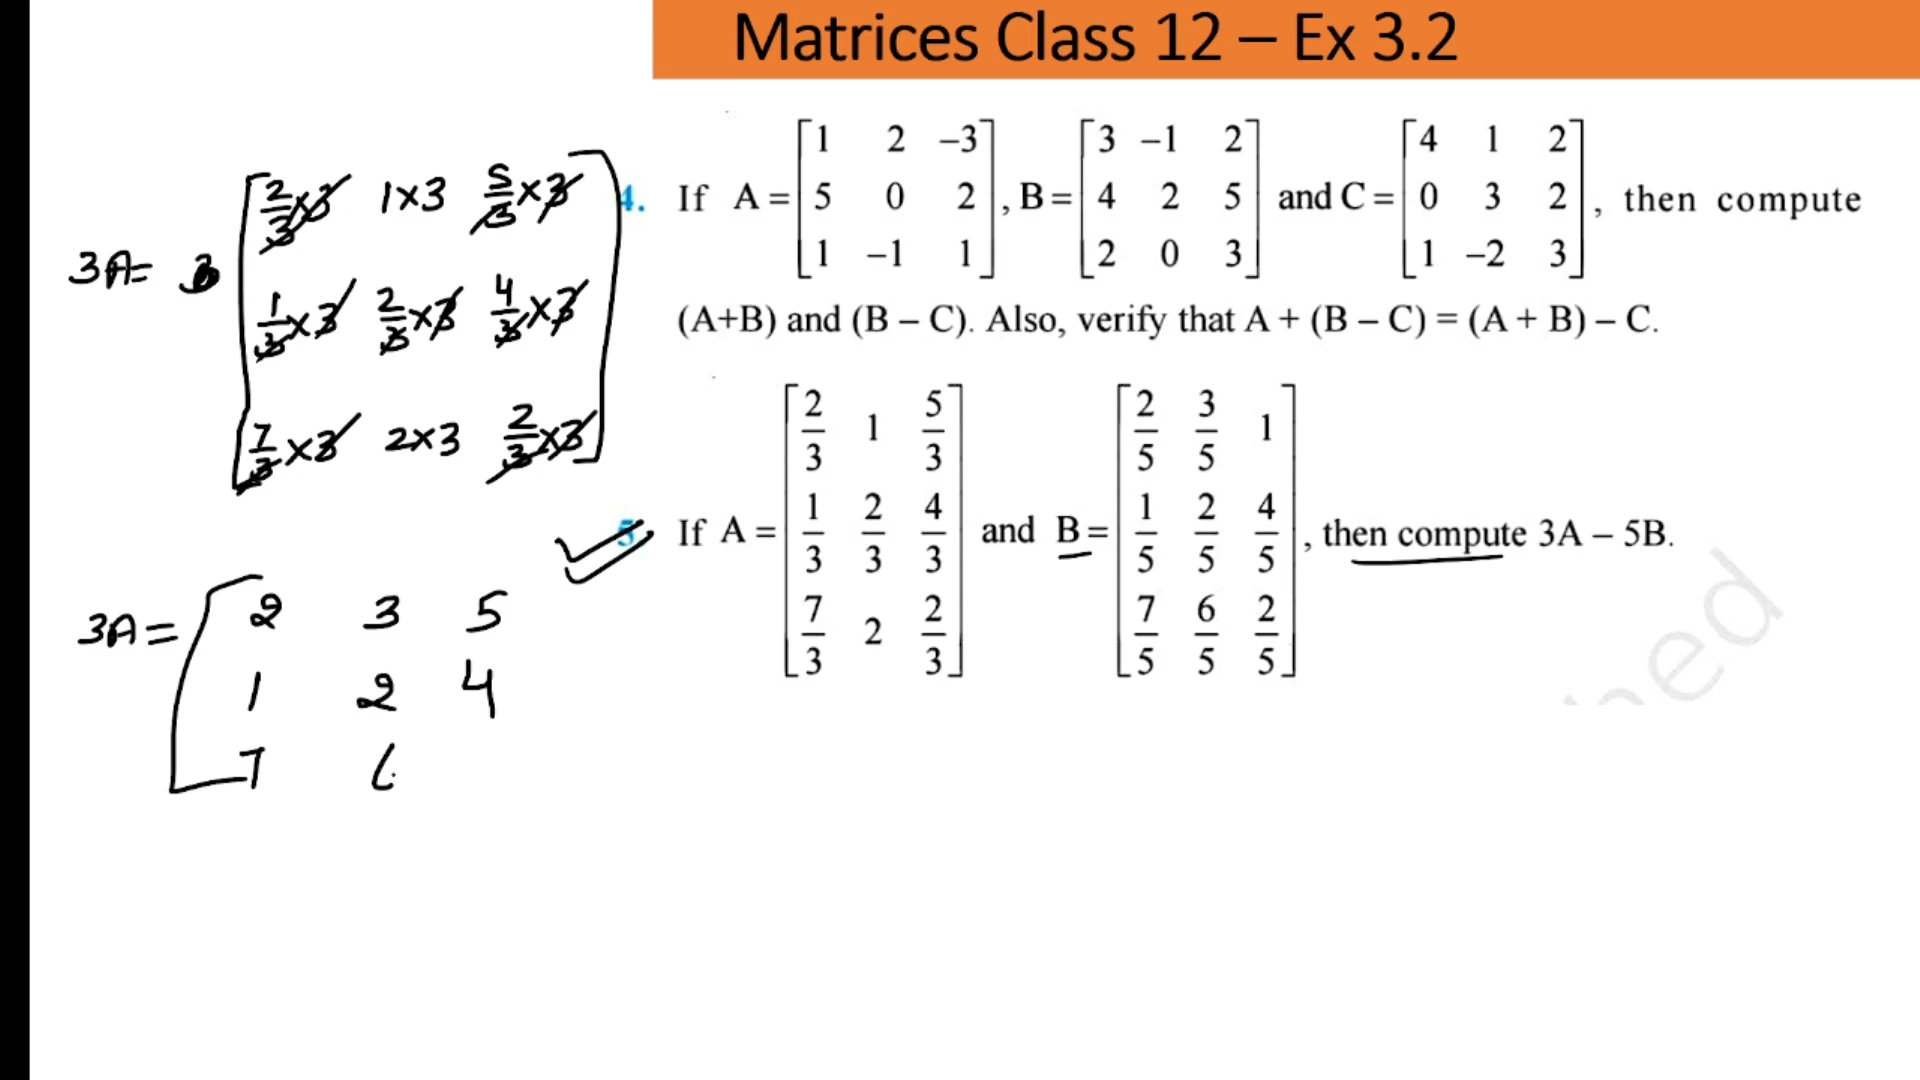 Matrices Class 12 – Ex 3.2
4. If A = [1 2 –3; 5 0 2; 1 –1 1], B = [3 –1 2; 4 2 5; 2 0 3] and C = [4 1 2; 0 3 2; 1 –2 3], then compute
(A+B) and (B – C). Also, verify that A + (B – C) = (A + B) – C.
5. If A = [2/3 1 5/3; 1/3 2/3 4/3; 7/3 2 2/3] and B = [2/5 3/5 1; 1/5 2/5 4/5; 7/5 6/5 2/5], then compute 3A – 5B.
3A = 3 [2/3×3 1×3 5/3×3
1/3×3 2/3×3 4/3×3
7/3×3 2×3 2/3×3]
3A = [2 3 5
1 2 4
7 6